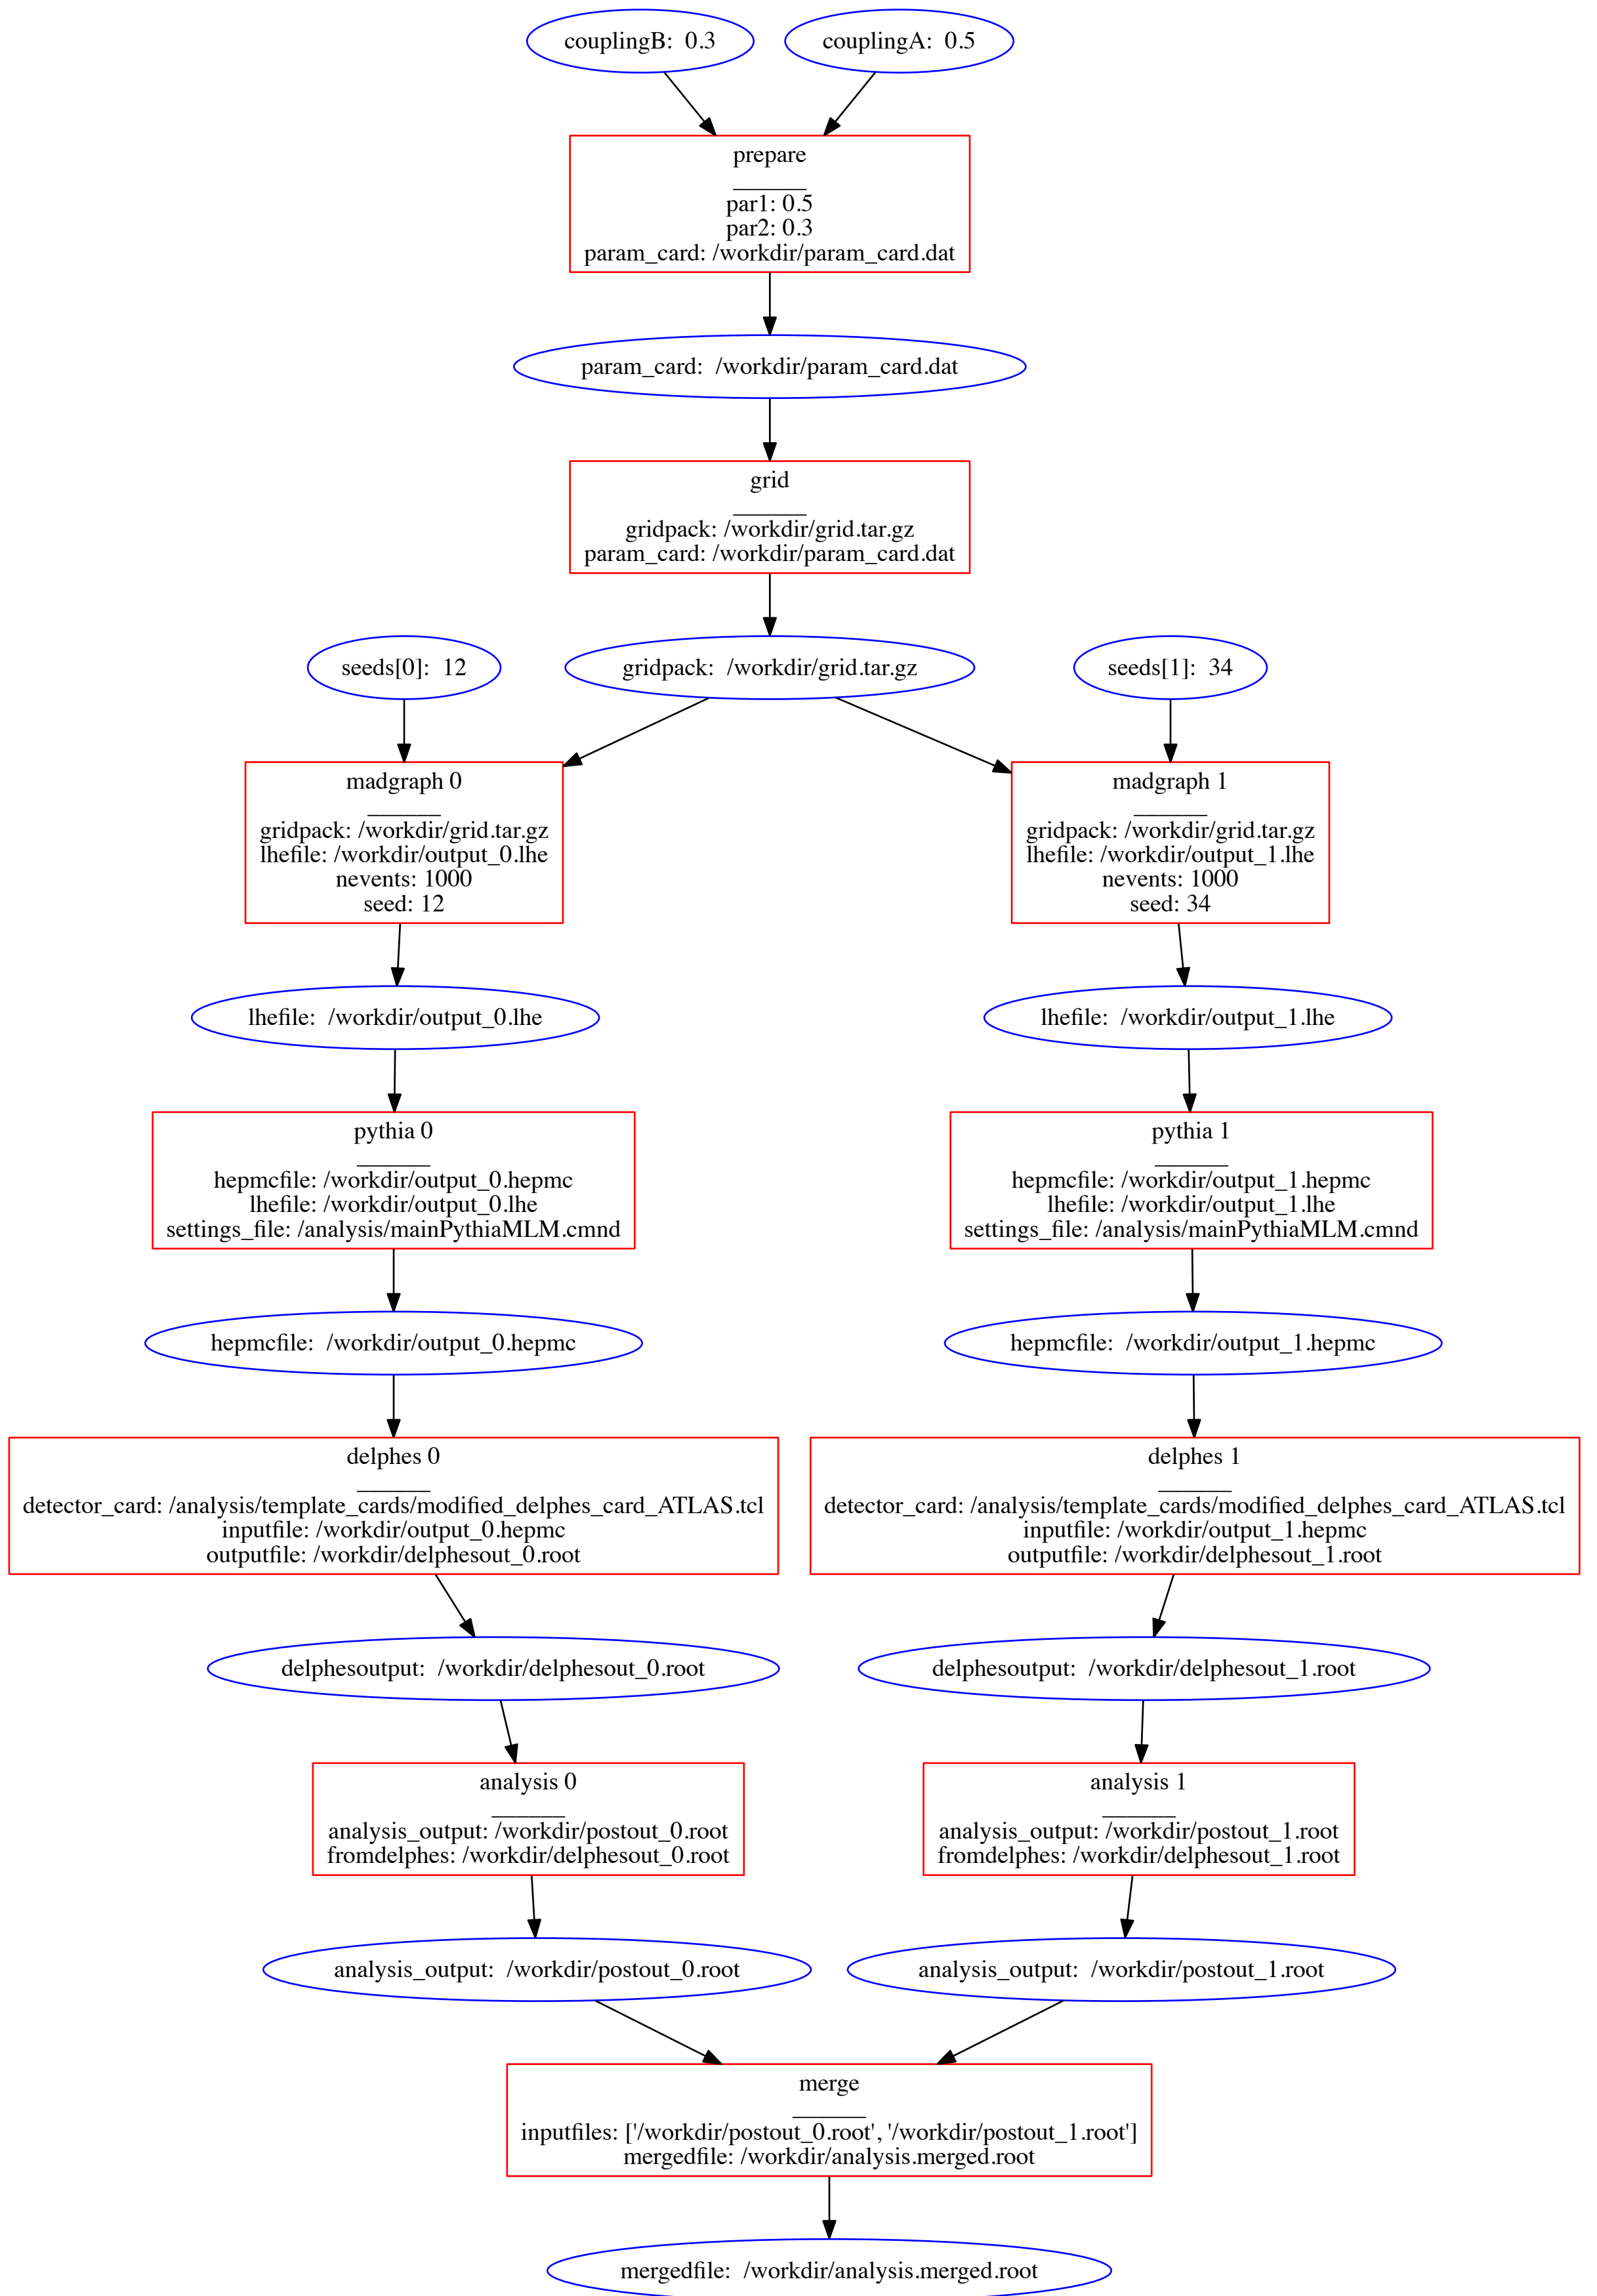 couplingB:  0.3
couplingA:  0.5
prepare
______
par1: 0.5
par2: 0.3
param_card: /workdir/param_card.dat
param_card:  /workdir/param_card.dat
grid
______
gridpack: /workdir/grid.tar.gz
param_card: /workdir/param_card.dat
seeds[0]:  12
gridpack:  /workdir/grid.tar.gz
seeds[1]:  34
madgraph 0
______
gridpack: /workdir/grid.tar.gz
lhefile: /workdir/output_0.lhe
nevents: 1000
seed: 12
madgraph 1
______
gridpack: /workdir/grid.tar.gz
lhefile: /workdir/output_1.lhe
nevents: 1000
seed: 34
lhefile:  /workdir/output_0.lhe
lhefile:  /workdir/output_1.lhe
pythia 0
______
hepmcfile: /workdir/output_0.hepmc
lhefile: /workdir/output_0.lhe
settings_file: /analysis/mainPythiaMLM.cmnd
pythia 1
______
hepmcfile: /workdir/output_1.hepmc
lhefile: /workdir/output_1.lhe
settings_file: /analysis/mainPythiaMLM.cmnd
hepmcfile:  /workdir/output_0.hepmc
hepmcfile:  /workdir/output_1.hepmc
delphes 0
______
detector_card: /analysis/template_cards/modified_delphes_card_ATLAS.tcl
inputfile: /workdir/output_0.hepmc
outputfile: /workdir/delphesout_0.root
delphes 1
______
detector_card: /analysis/template_cards/modified_delphes_card_ATLAS.tcl
inputfile: /workdir/output_1.hepmc
outputfile: /workdir/delphesout_1.root
delphesoutput:  /workdir/delphesout_0.root
delphesoutput:  /workdir/delphesout_1.root
analysis 0
______
analysis_output: /workdir/postout_0.root
fromdelphes: /workdir/delphesout_0.root
analysis 1
______
analysis_output: /workdir/postout_1.root
fromdelphes: /workdir/delphesout_1.root
analysis_output:  /workdir/postout_0.root
analysis_output:  /workdir/postout_1.root
merge
______
inputfiles: ['/workdir/postout_0.root', '/workdir/postout_1.root']
mergedfile: /workdir/analysis.merged.root
mergedfile:  /workdir/analysis.merged.root